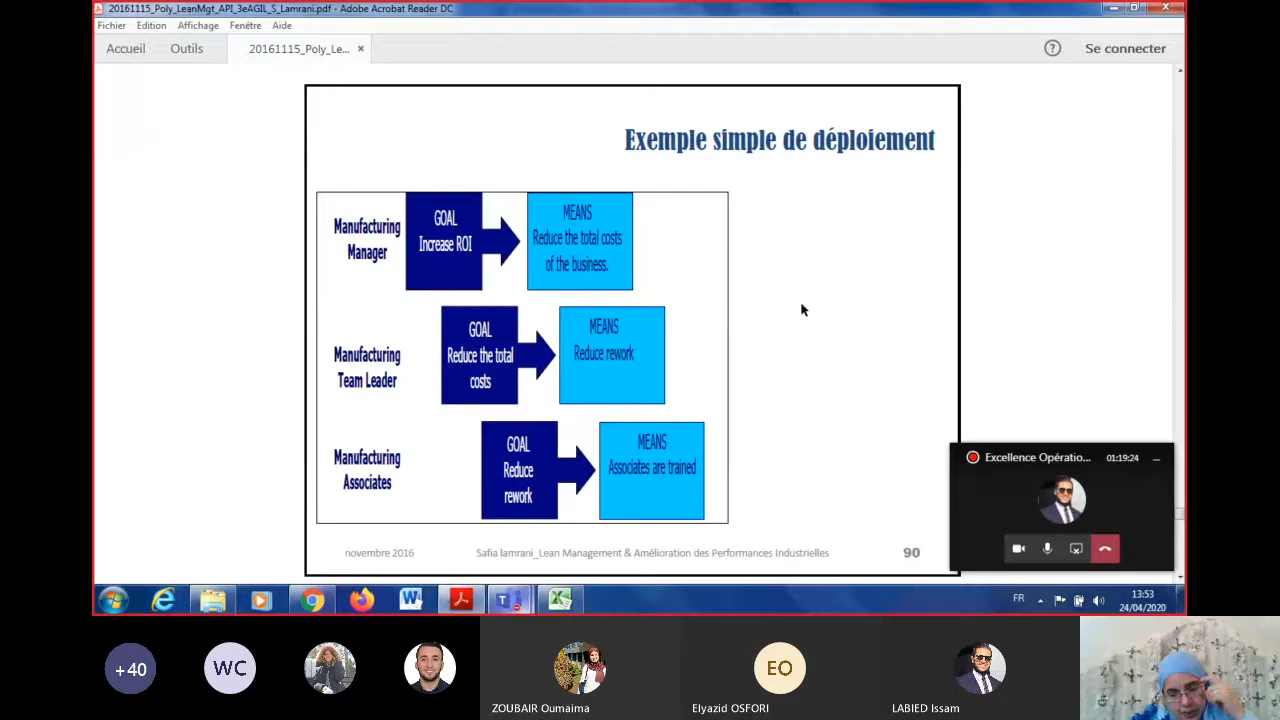 20161115_Poly_LeanMgt_API_3eAGIL_S_Lamrani.pdf - Adobe Acrobat Reader DC
Fichier Edition Affichage Fenêtre Aide
Accueil Outils 20161115_Poly_Le... × ? Se connecter
Exemple simple de déploiement
Manufacturing
Manager
GOAL
Increase ROI
MEANS
Reduce the total costs
of the business.
Manufacturing
Team Leader
GOAL
Reduce the total
costs
MEANS
Reduce rework
Manufacturing
Associates
GOAL
Reduce
rework
MEANS
Associates are trained
novembre 2016 Safia lamrani_Lean Management & Amélioration des Performances Industrielles 90
Excellence Opératio... 01:19:24
FR 13:53
24/04/2020
+40 WC EO
ZOUBAIR Oumaima Elyazid OSFORI LABIED Issam